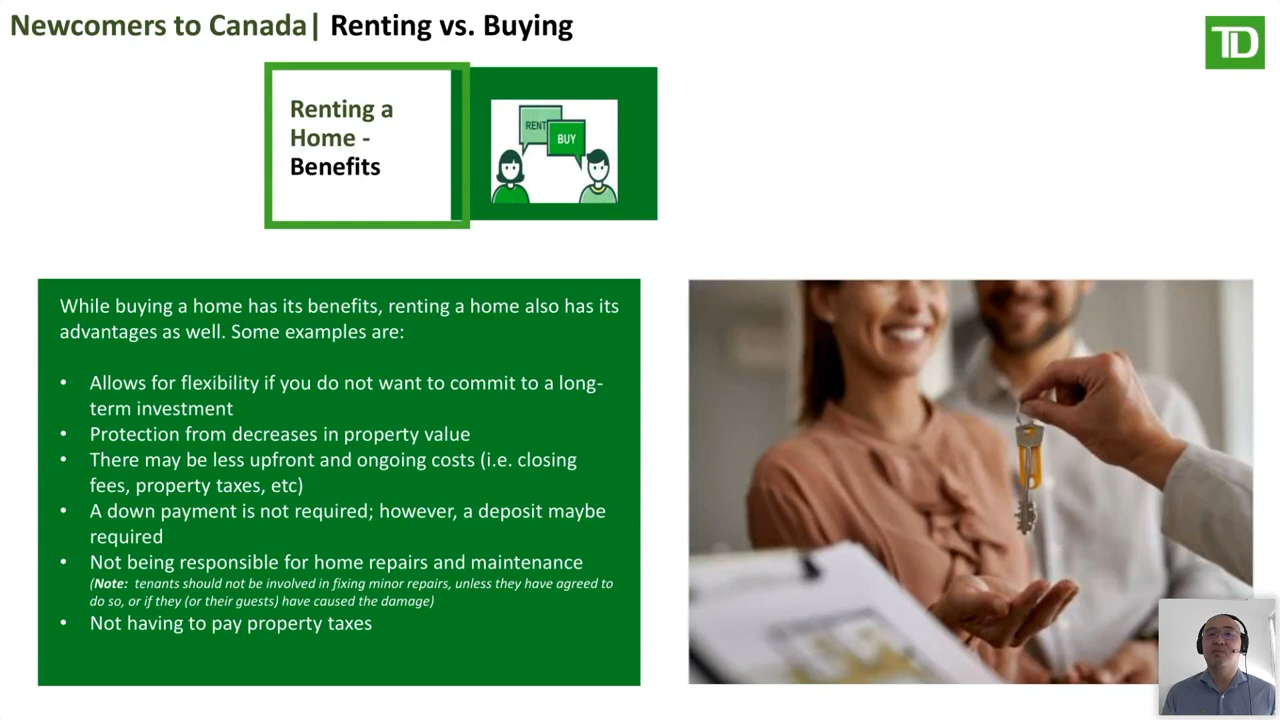 Newcomers to Canada| Renting vs. Buying
TD
Renting a
Home -
Benefits
RENT
BUY
While buying a home has its benefits, renting a home also has its
advantages as well. Some examples are:
• Allows for flexibility if you do not want to commit to a long-
term investment
• Protection from decreases in property value
• There may be less upfront and ongoing costs (i.e. closing
fees, property taxes, etc)
• A down payment is not required; however, a deposit maybe
required
• Not being responsible for home repairs and maintenance
(Note: tenants should not be involved in fixing minor repairs, unless they have agreed to
do so, or if they (or their guests) have caused the damage)
• Not having to pay property taxes